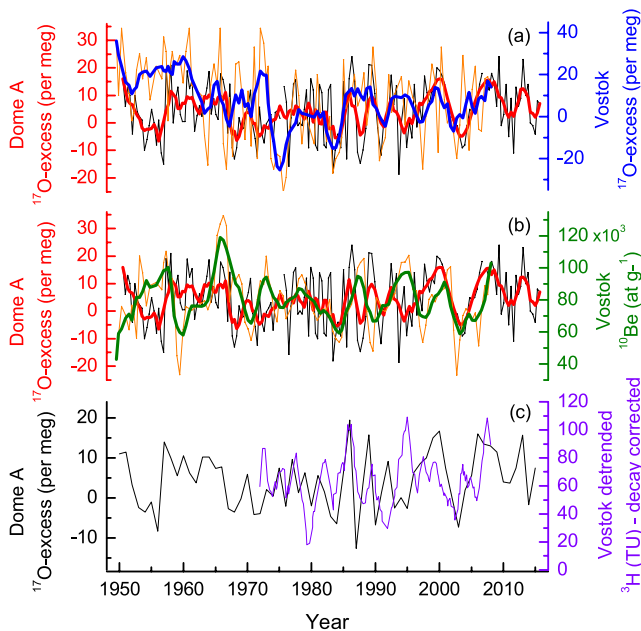 (a)
30
20
10
0
-10
-20
Dome A
¹⁷O-excess (per meg)
40
20
0
-20
Vostok
¹⁷O-excess (per meg)
(b)
30
20
10
0
-10
-20
Dome A
¹⁷O-excess (per meg)
120
×10³
100
80
60
40
Vostok
¹⁰Be (at g⁻¹)
(c)
20
10
0
-10
Dome A
¹⁷O-excess (per meg)
120
100
80
60
40
20
0
Vostok detrended
³H (TU) - decay corrected
1950 1960 1970 1980 1990 2000 2010
Year